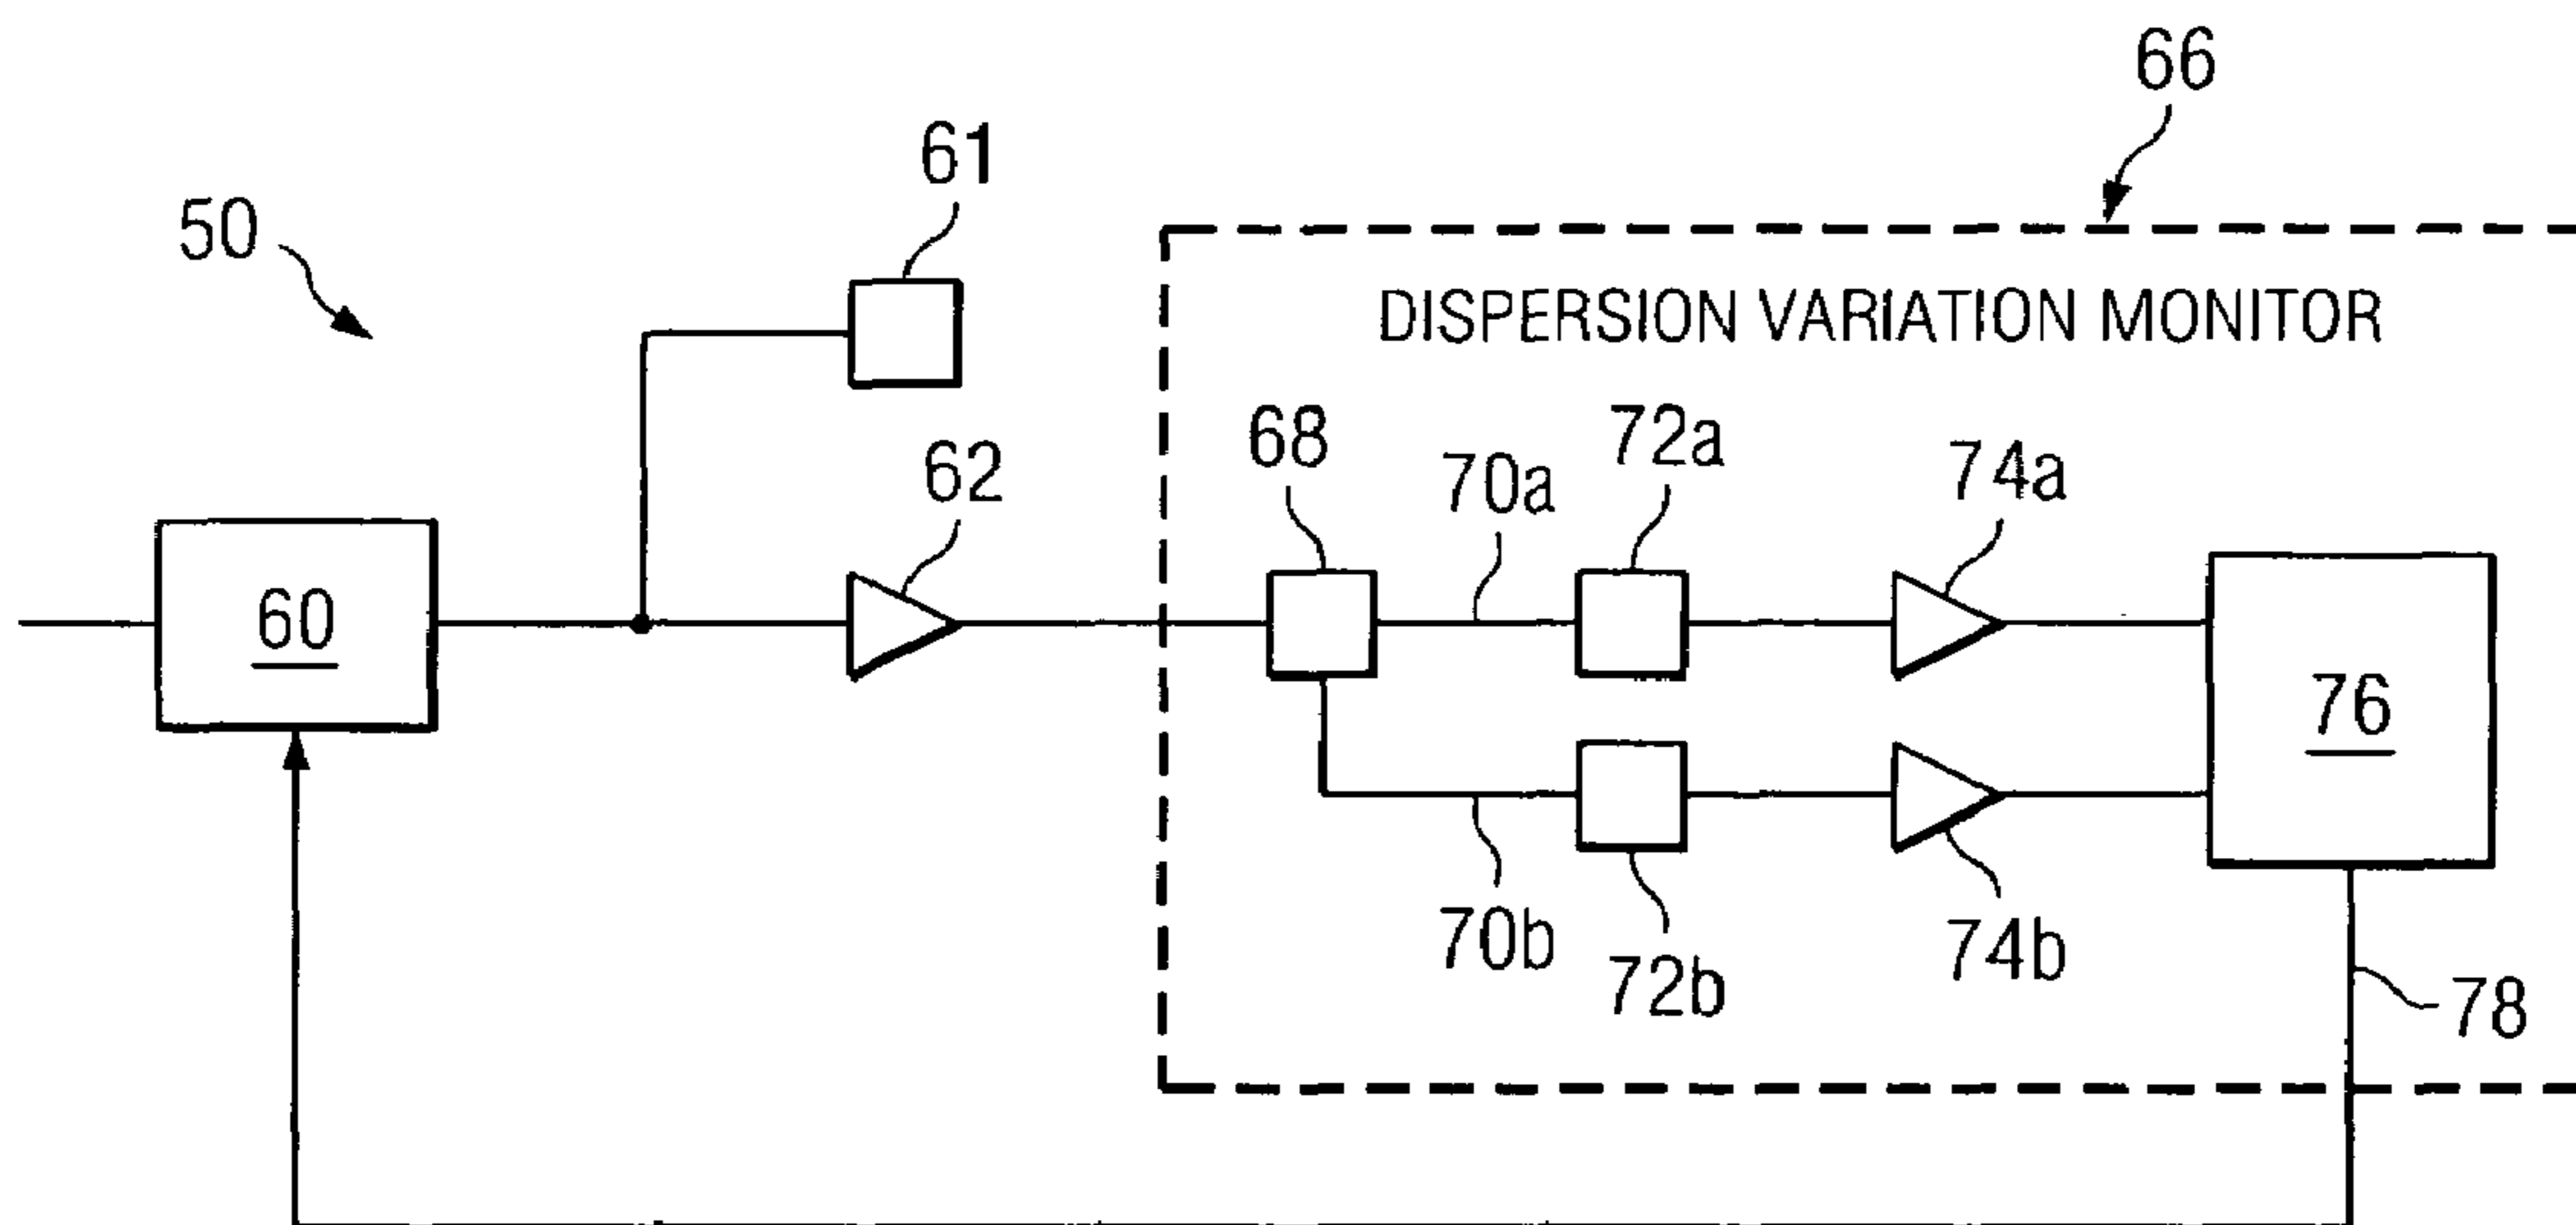 66
61
50
DISPERSION VARIATION MONITOR
68
72a
62
70a
74a
60
76
70b
72b
74b
78